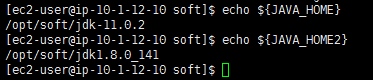 [ec2-user@ip-10-1-12-10 soft]$ echo ${JAVA_HOME}
/opt/soft/jdk-11.0.2
[ec2-user@ip-10-1-12-10 soft]$ echo ${JAVA_HOME2}
/opt/soft/jdk1.8.0_141
[ec2-user@ip-10-1-12-10 soft]$